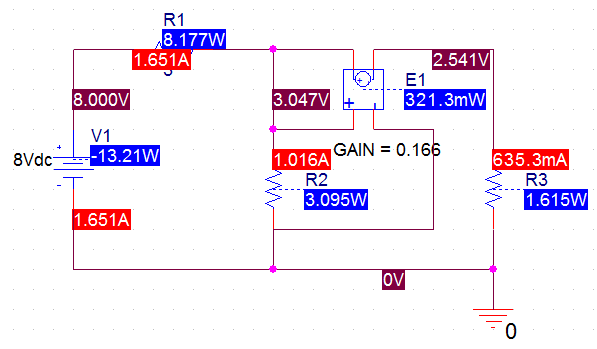 R1
8.177W
1.651A
3
2.541V
E1
8.000V
3.047V
321.3mW
+
V1
8Vdc
-13.21W
-
GAIN = 0.166
1.016A
635.3mA
R2
R3
3.095W
1.615W
1.651A
0V
0